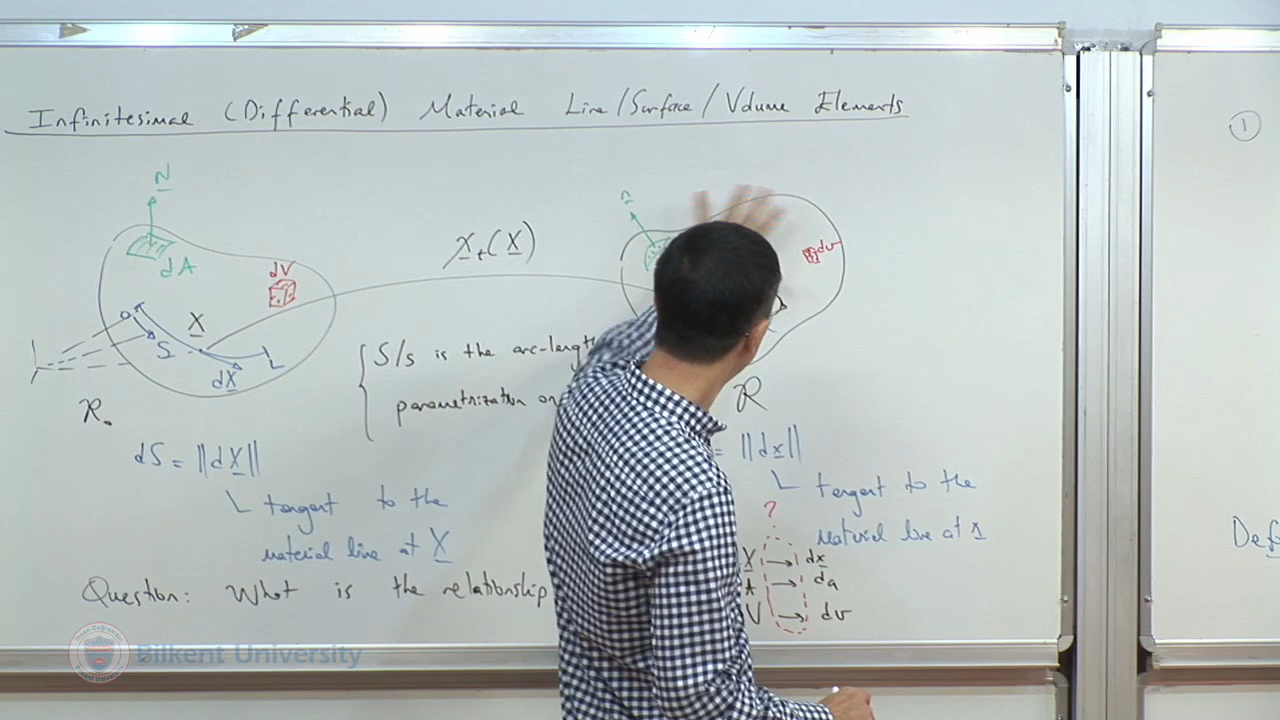 Infinitesimal (Differential) Material Line/Surface/Volume Elements
1
N
n
dA
dV
dv
x_t(X)
0
X
S
L
dX
S/s is the arc-length
parametrization
R₀
R
dS = ||dX||
= ||dx||
tangent to the
material line at X
tangent to the
material line at x
?
Def
Question: What is the relationship
X → dx
A → da
V → dv
Bilkent University